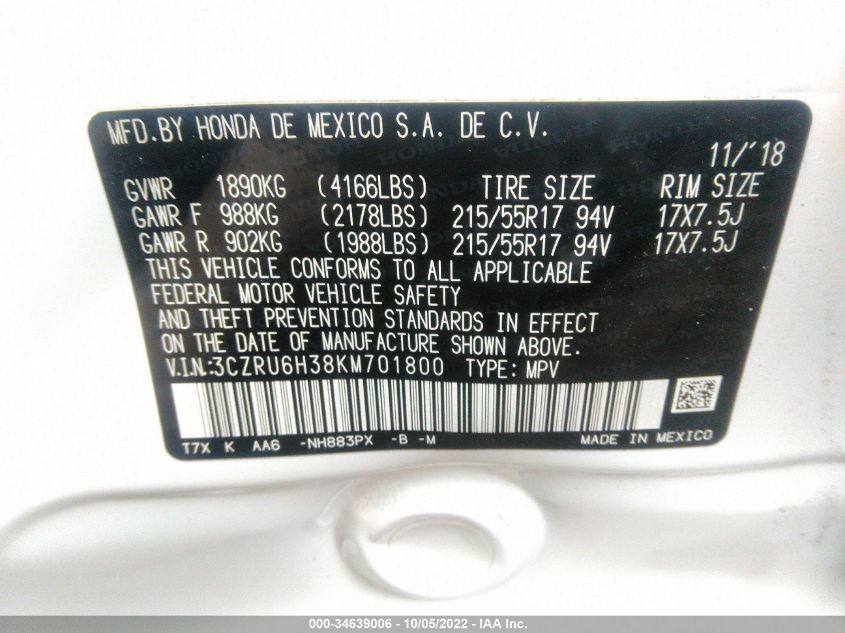 MFD.BY HONDA DE MEXICO S.A. DE C.V.
11/'18
GVWR 1890KG (4166LBS) TIRE SIZE RIM SIZE
GAWR F 988KG (2178LBS) 215/55R17 94V 17X7.5J
GAWR R 902KG (1988LBS) 215/55R17 94V 17X7.5J
THIS VEHICLE CONFORMS TO ALL APPLICABLE
FEDERAL MOTOR VEHICLE SAFETY
AND THEFT PREVENTION STANDARDS IN EFFECT
ON THE DATE OF MANUFACTURE SHOWN ABOVE.
V.I.N.:3CZRU6H38KM701800 TYPE: MPV
T7X K AA6 -NH883PX -B -M MADE IN MEXICO
000-34639006 - 10/05/2022 - IAA Inc.